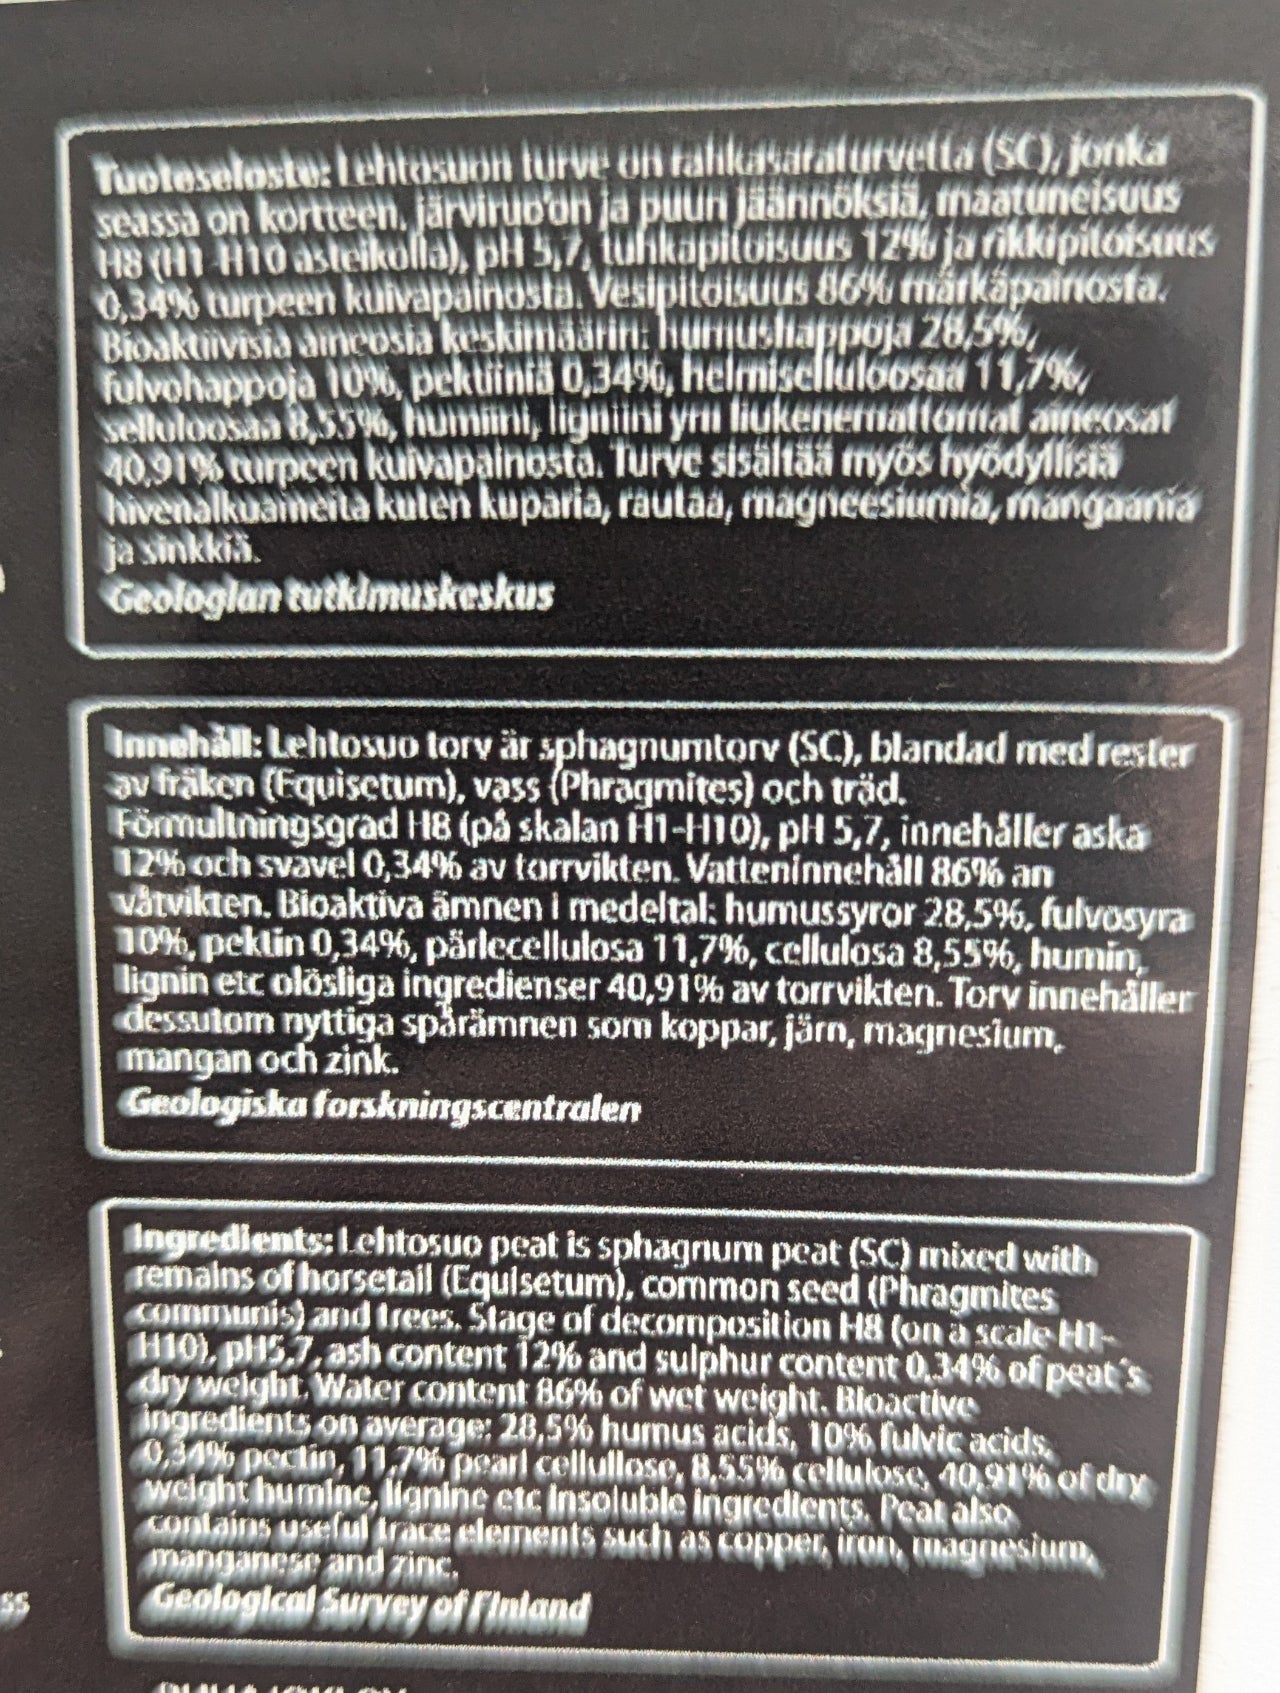 Tuoteseloste: Lehtosuon turve on rahkasaraturvetta (SC), jonka
seassa on kortteen, järviruo'on ja puun jäännöksiä, maatuneisuus
H8 (H1-H10 asteikolla), pH 5,7, tuhkapitoisuus 12% ja rikkipitoisuus
0,34% turpeen kuivapainosta. Vesipitoisuus 86% märkäpainosta.
Bioaktiivisia aineosia keskimäärin: humushappoja 28,5%,
fulvohappoja 10%, pektiiniä 0,34%, helmiselluloosaa 11,7%,
selluloosaa 8,55%, humiini, ligniini ym liukenemattomat aineosat
40,91% turpeen kuivapainosta. Turve sisältää myös hyödyllisiä
hivenalkuaineita kuten kuparia, rautaa, magneesiumia, mangaania
ja sinkkiä.
Geologian tutkimuskeskus
Innehåll: Lehtosuo torv är sphagnumtorv (SC), blandad med rester
av fräken (Equisetum), vass (Phragmites) och träd.
Förmultningsgrad H8 (på skalan H1-H10), pH 5,7, innehåller aska
12% och svavel 0,34% av torrvikten. Vatteninnehåll 86% an
våtvikten. Bioaktiva ämnen i medeltal: humussyror 28,5%, fulvosyra
10%, pektin 0,34%, pärlecellulosa 11,7%, cellulosa 8,55%, humin,
lignin etc olösliga ingredienser 40,91% av torrvikten. Torv innehåller
dessutom nyttiga spårämnen som koppar, järn, magnesium,
mangan och zink.
Geologiska forskningscentralen
Ingredients: Lehtosuo peat is sphagnum peat (SC) mixed with
remains of horsetail (Equisetum), common seed (Phragmites
communis) and trees. Stage of decomposition H8 (on a scale H1-
H10), pH5,7, ash content 12% and sulphur content 0,34% of peat´s
dry weight. Water content 86% of wet weight. Bioactive
ingredients on average: 28,5% humus acids, 10% fulvic acids,
0,34% pectin, 11,7% pearl cellullose, 8,55% cellulose, 40,91% of dry
weight humine, lignine etc insoluble ingredients. Peat also
contains useful trace elements such as copper, iron, magnesium,
manganese and zinc.
Geological Survey of Finland
ss